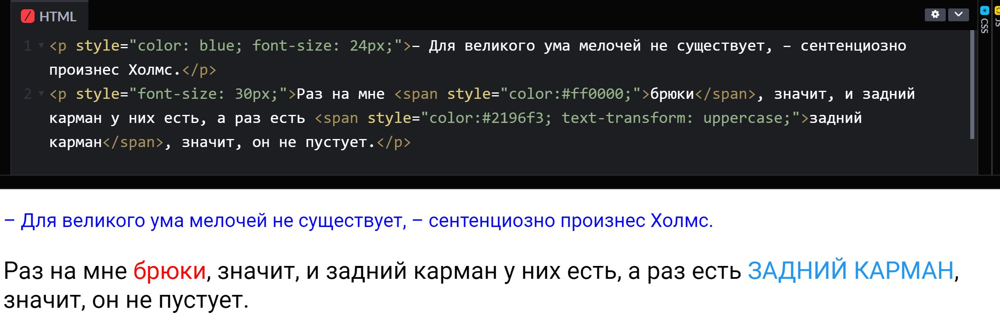 HTML
CSS
JS
1 <p style="color: blue; font-size: 24px;">– Для великого ума мелочей не существует, – сентенциозно
произнес Холмс.</p>
2 <p style="font-size: 30px;">Раз на мне <span style="color:#ff0000;">брюки</span>, значит, и задний
карман у них есть, а раз есть <span style="color:#2196f3; text-transform: uppercase;">задний
карман</span>, значит, он не пустует.</p>
– Для великого ума мелочей не существует, – сентенциозно произнес Холмс.
Раз на мне брюки, значит, и задний карман у них есть, а раз есть ЗАДНИЙ КАРМАН,
значит, он не пустует.